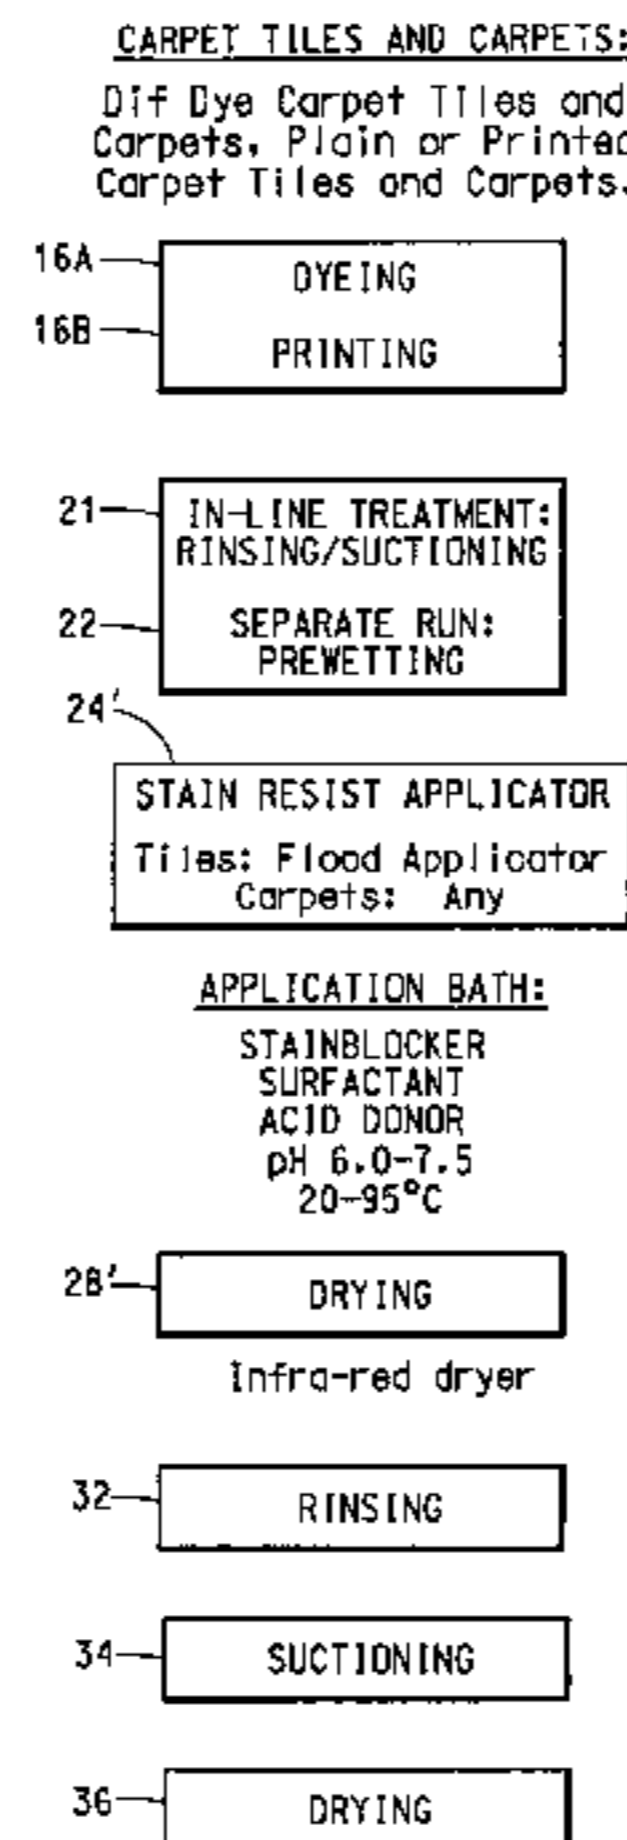 CARPET TILES AND CARPETS:
Dif Dye Carpet Tiles and
Carpets, Plain or Printed
Carpet Tiles and Carpets.
16A
DYEING
16B
PRINTING
21
IN-LINE TREATMENT:
RINSING/SUCTIONING
22
SEPARATE RUN:
PREWETTING
24'
STAIN RESIST APPLICATOR
Tiles: Flood Applicator
Carpets: Any
APPLICATION BATH:
STAINBLOCKER
SURFACTANT
ACID DONOR
pH 6.0-7.5
20-95°C
28'
DRYING
Infra-red dryer
32
RINSING
34
SUCTIONING
36
DRYING